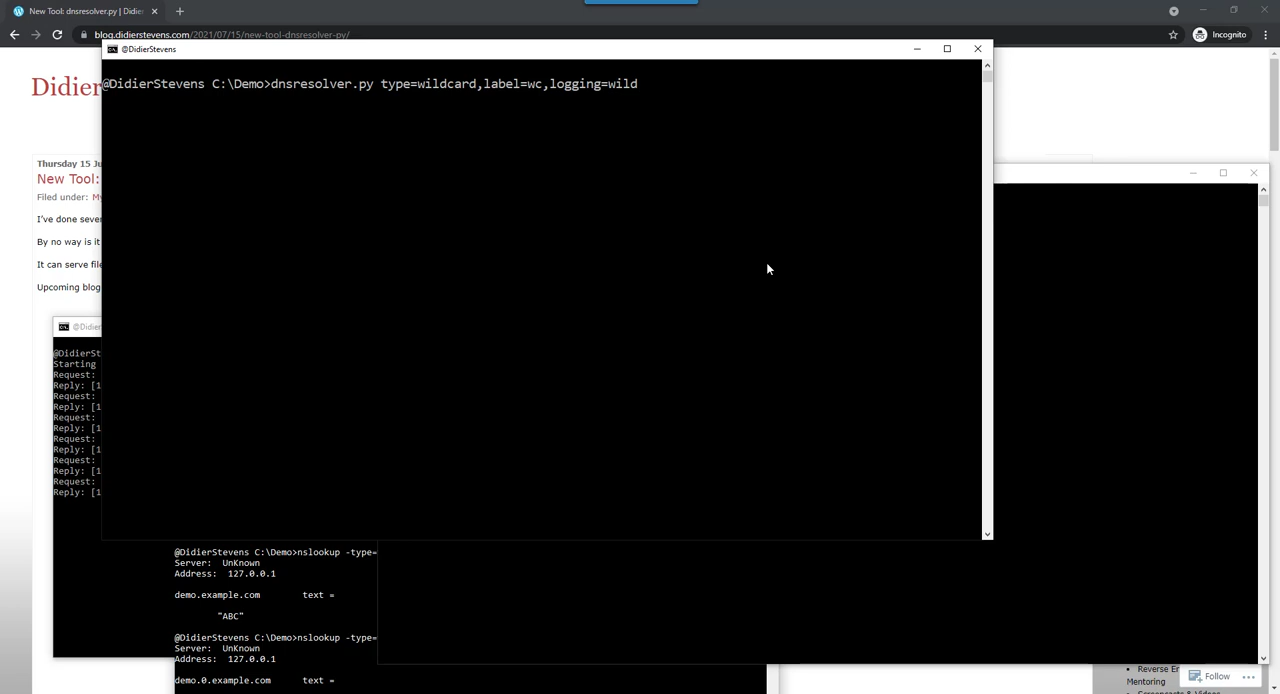 New Tool: dnsresolver.py | Didier
blog.didierstevens.com/2021/07/15/new-tool-dnsresolver-py/
Incognito
@DidierStevens
Didier
@DidierStevens C:\Demo>dnsresolver.py type=wildcard,label=wc,logging=wild
Thursday 15 Ju
New Tool:
Filed under: My
I've done seve
By no way is it
It can serve file
Upcoming blog
@Didier
@DidierSt
Starting
Request:
Reply: [1
Request:
Reply: [1
Request:
Reply: [1
Request:
Reply: [1
Request:
Reply: [1
Request:
Reply: [1
@DidierStevens C:\Demo>nslookup -type=
Server: UnKnown
Address: 127.0.0.1
demo.example.com text =
"ABC"
@DidierStevens C:\Demo>nslookup -type=
Server: UnKnown
Address: 127.0.0.1
demo.0.example.com text =
Reverse En
Mentoring
Follow